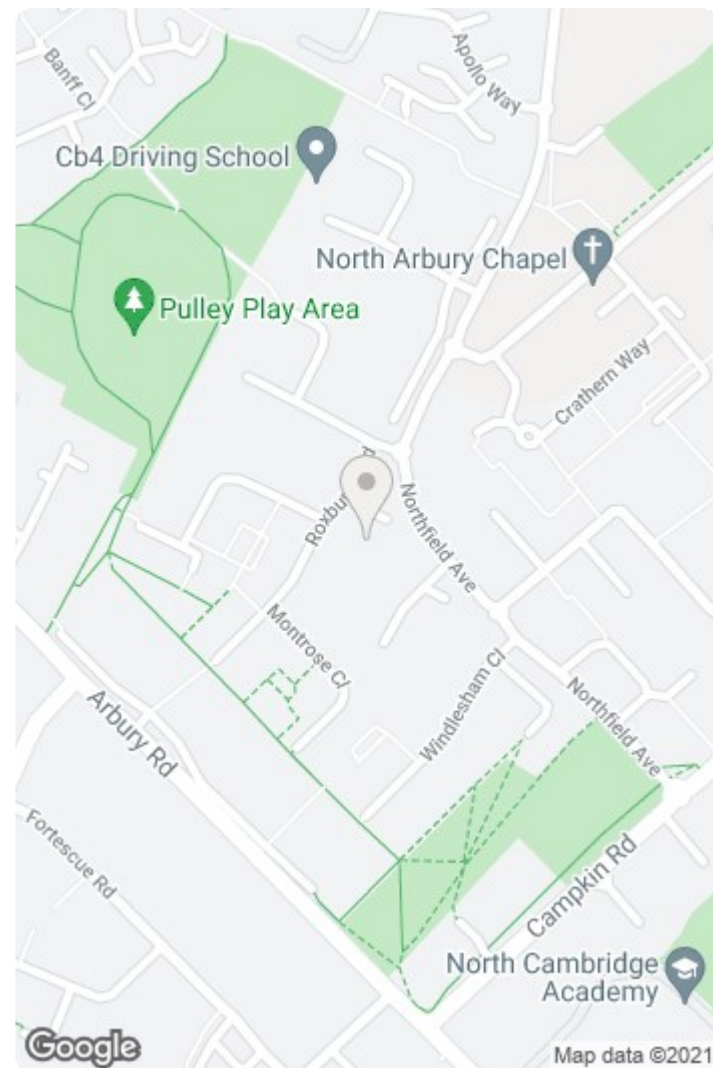 Banff Cl
Apollo Way
Cb4 Driving School
North Arbury Chapel
Pulley Play Area
Crathern Way
Northfield Ave
Montrose Cl
Windlesham Cl
Northfield Ave
Arbury Rd
Fortescue Rd
Campkin Rd
North Cambridge
Academy
Google
Map data ©2021